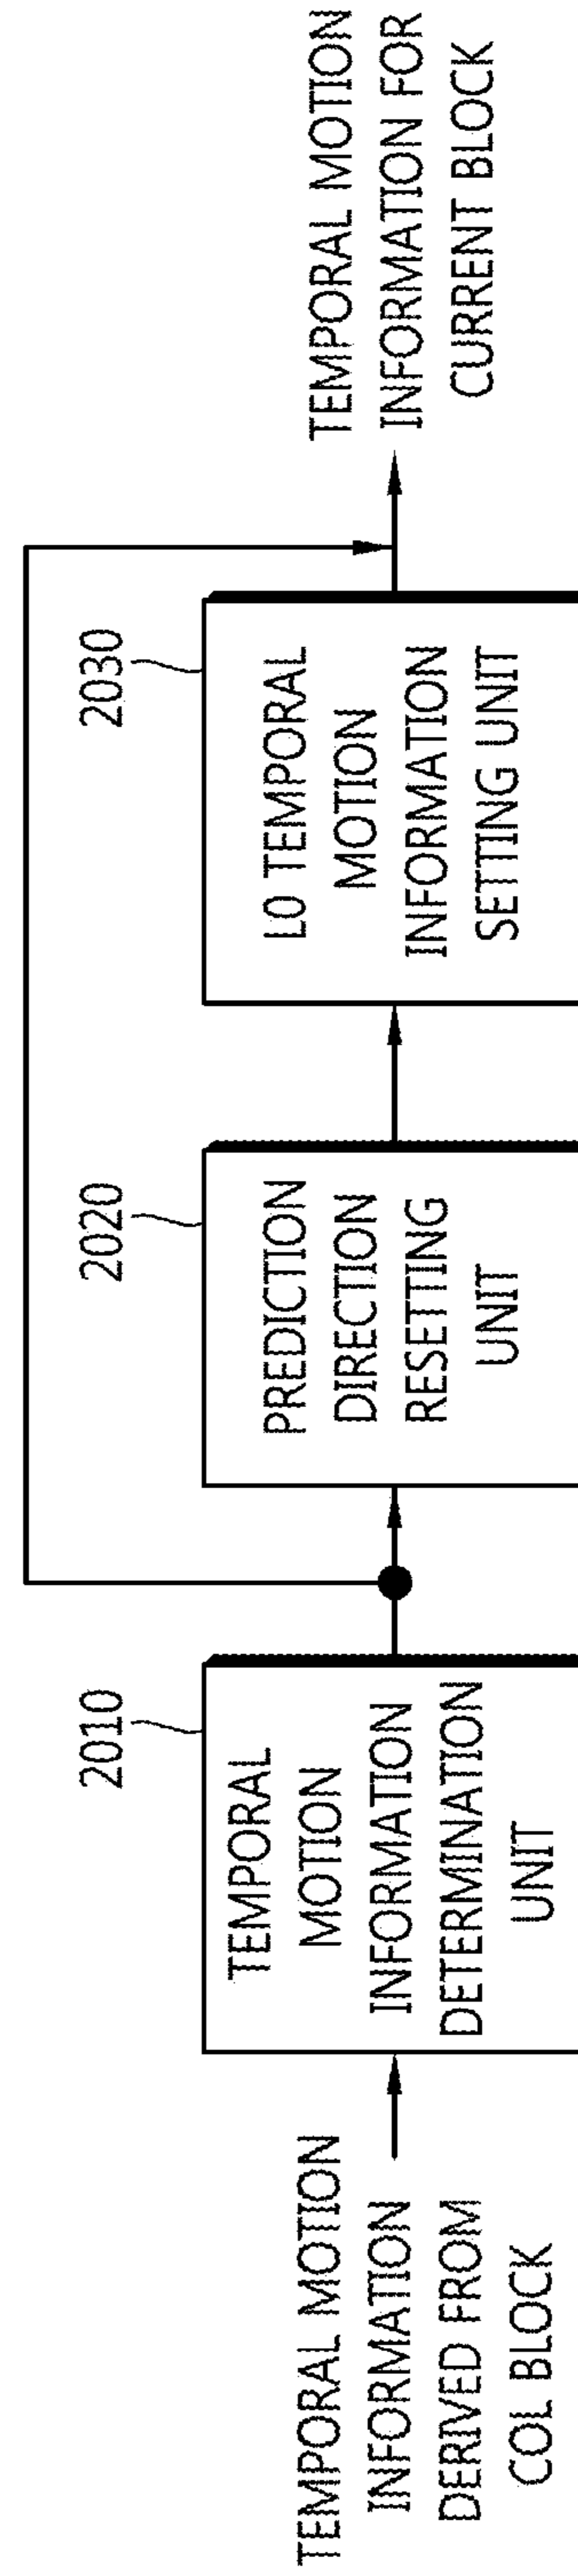 TEMPORAL MOTION
INFORMATION
DERIVED FROM
COL BLOCK
2010
TEMPORAL
MOTION
INFORMATION
DETERMINATION
UNIT
2020
PREDICTION
DIRECTION
RESETTING
UNIT
2030
L0 TEMPORAL
MOTION
INFORMATION
SETTING UNIT
TEMPORAL MOTION
INFORMATION FOR
CURRENT BLOCK